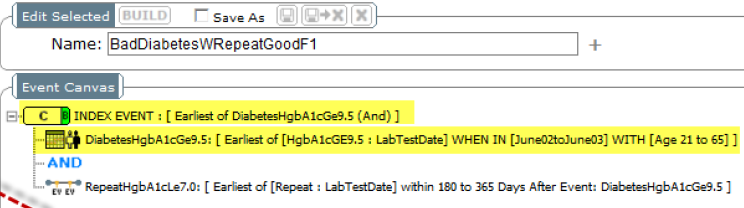 Edit Selected BUILD Save As
Name: BadDiabetesWRepeatGoodF1
Event Canvas
C B INDEX EVENT : [ Earliest of DiabetesHgbA1cGe9.5 (And) ]
DiabetesHgbA1cGe9.5: [ Earliest of [HgbA1cGE9.5 : LabTestDate] WHEN IN [June02toJune03] WITH [Age 21 to 65] ]
AND
EV EV RepeatHgbA1cLe7.0: [ Earliest of [Repeat : LabTestDate] within 180 to 365 Days After Event: DiabetesHgbA1cGe9.5 ]